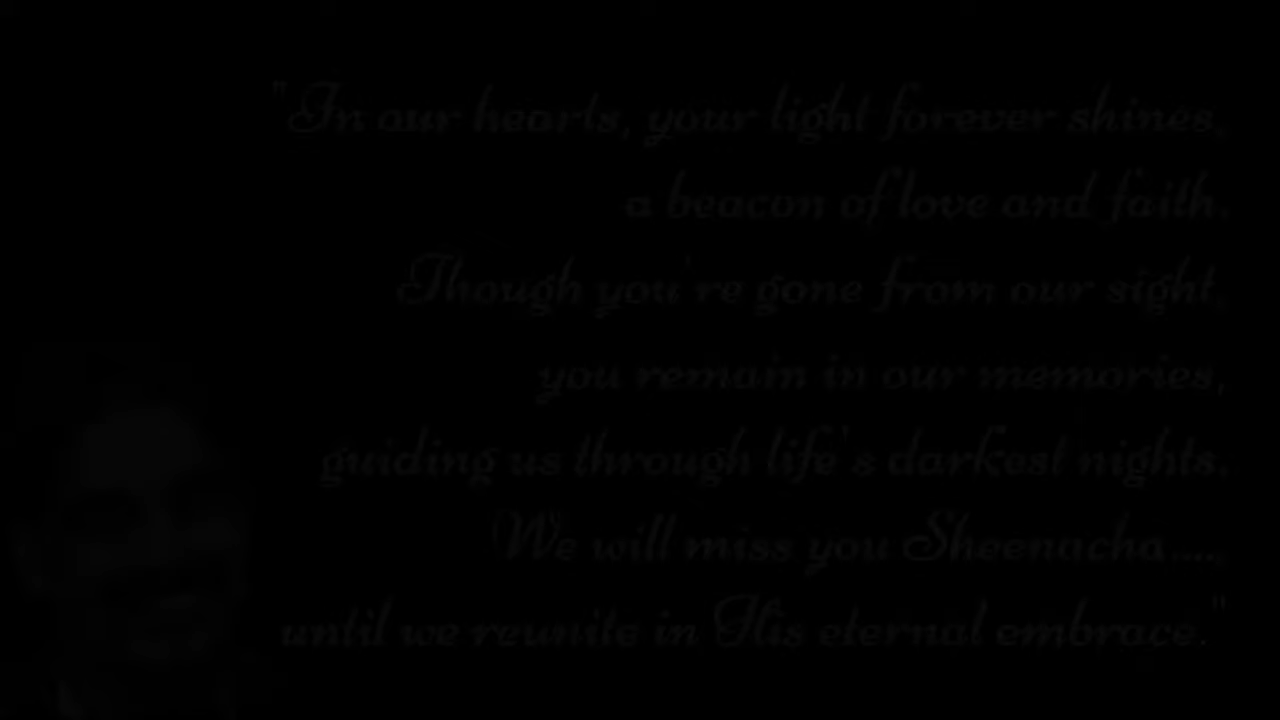 "In our hearts, your light forever shines,
a beacon of love and faith.
Though you're gone from our sight,
you remain in our memories,
guiding us through life's darkest nights.
We will miss you Sheenacha....,
until we reunite in His eternal embrace."